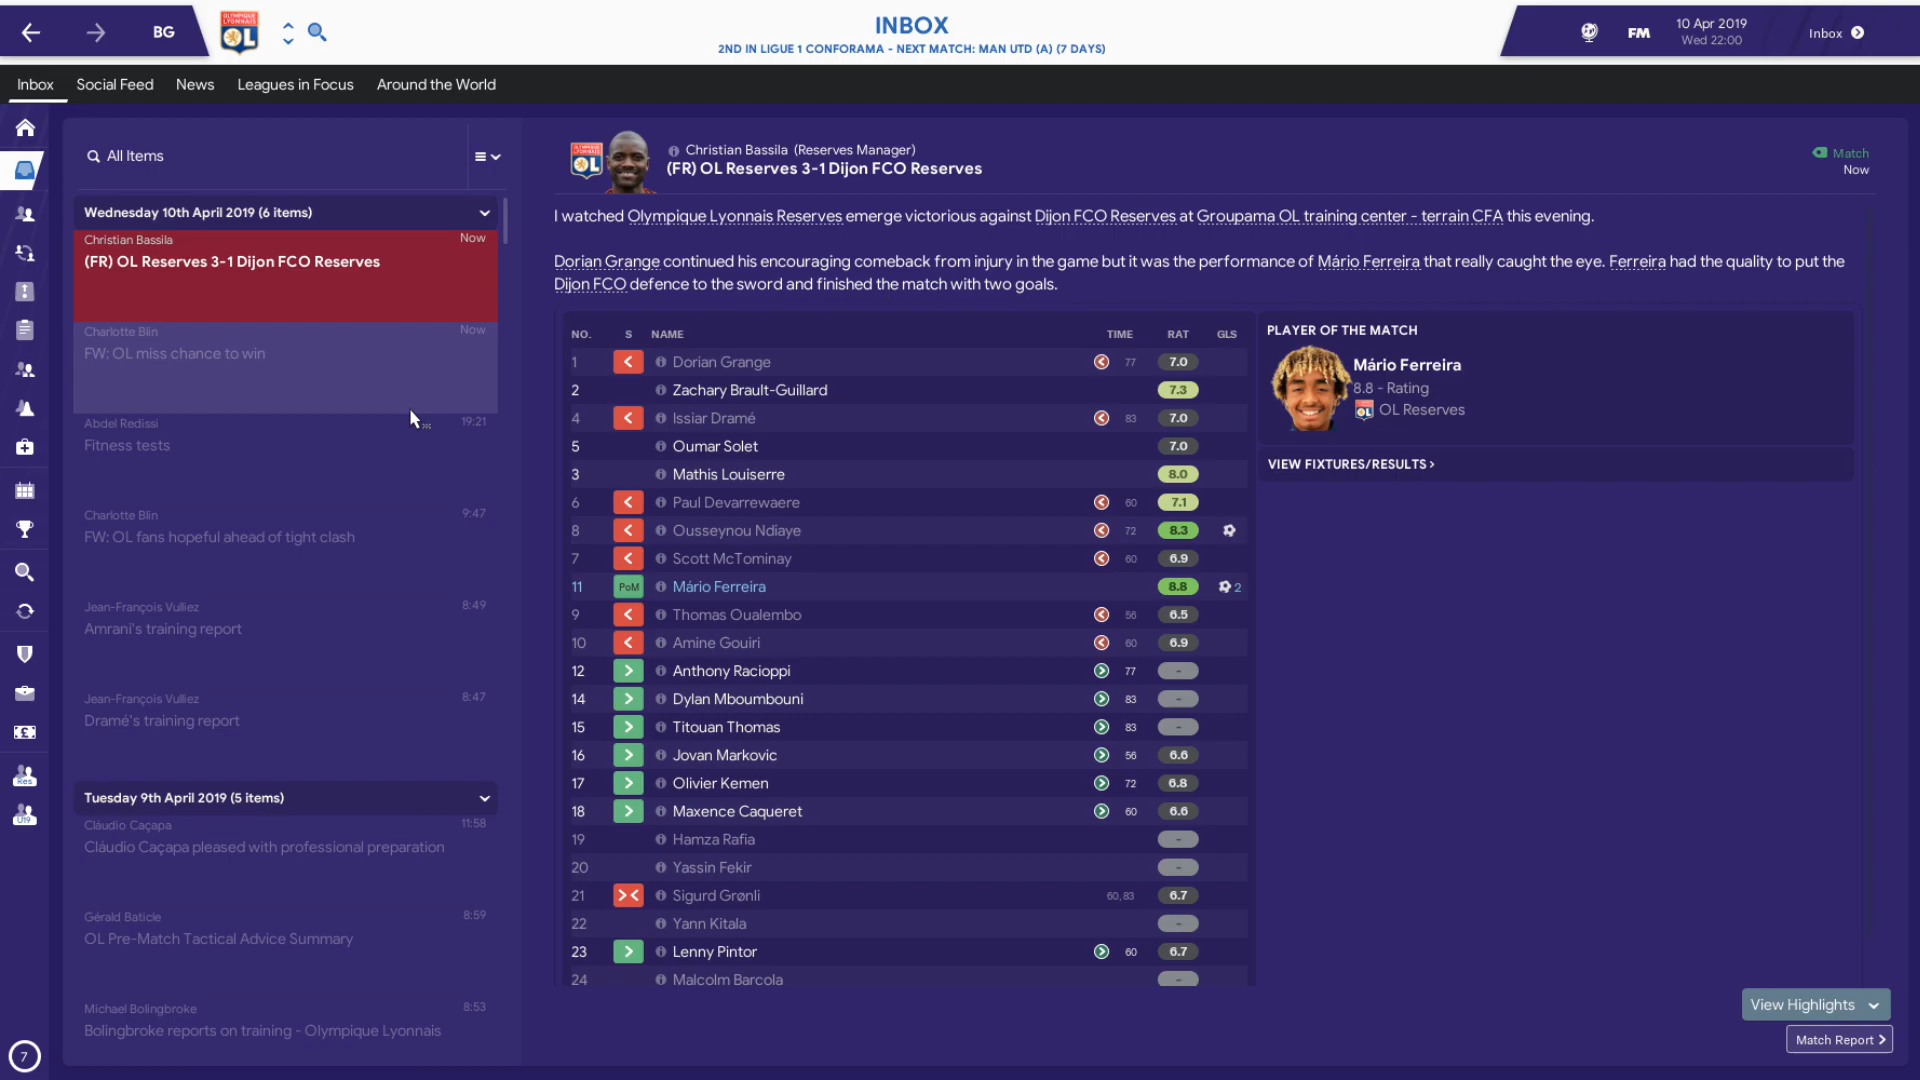 BG
INBOX
2ND IN LIGUE 1 CONFORAMA - NEXT MATCH: MAN UTD (A) (7 DAYS)
FM
10 Apr 2019
Wed 22:00
Inbox
Inbox Social Feed News Leagues in Focus Around the World
All Items
Wednesday 10th April 2019 (6 items)
Christian Bassila Now
(FR) OL Reserves 3-1 Dijon FCO Reserves
Charlotte Blin Now
FW: OL miss chance to win
Abdel Redissi 19:21
Fitness tests
Charlotte Blin 9:47
FW: OL fans hopeful ahead of tight clash
Jean-François Vulliez 8:49
Amrani's training report
Jean-François Vulliez 8:47
Dramé's training report
Tuesday 9th April 2019 (5 items)
Cláudio Caçapa 11:58
Cláudio Caçapa pleased with professional preparation
Gérald Baticle 8:59
OL Pre-Match Tactical Advice Summary
Michael Bolingbroke 8:53
Bolingbroke reports on training - Olympique Lyonnais
Res
U19
7
Christian Bassila (Reserves Manager)
(FR) OL Reserves 3-1 Dijon FCO Reserves
Match
Now
I watched Olympique Lyonnais Reserves emerge victorious against Dijon FCO Reserves at Groupama OL training center - terrain CFA this evening.
Dorian Grange continued his encouraging comeback from injury in the game but it was the performance of Mário Ferreira that really caught the eye. Ferreira had the quality to put the
Dijon FCO defence to the sword and finished the match with two goals.
NO. S NAME TIME RAT GLS
1 Dorian Grange 77 7.0
2 Zachary Brault-Guillard 7.3
4 Issiar Dramé 83 7.0
5 Oumar Solet 7.0
3 Mathis Louiserre 8.0
6 Paul Devarrewaere 60 7.1
8 Ousseynou Ndiaye 72 8.3
7 Scott McTominay 60 6.9
11 PoM Mário Ferreira 8.8 2
9 Thomas Oualembo 56 6.5
10 Amine Gouiri 60 6.9
12 Anthony Racioppi 77 -
14 Dylan Mboumbouni 83 -
15 Titouan Thomas 83 -
16 Jovan Markovic 56 6.6
17 Olivier Kemen 72 6.8
18 Maxence Caqueret 60 6.6
19 Hamza Rafia -
20 Yassin Fekir -
21 Sigurd Grønli 60, 83 6.7
22 Yann Kitala -
23 Lenny Pintor 60 6.7
24 Malcolm Barcola -
PLAYER OF THE MATCH
Mário Ferreira
8.8 - Rating
OL Reserves
VIEW FIXTURES/RESULTS >
View Highlights
Match Report >